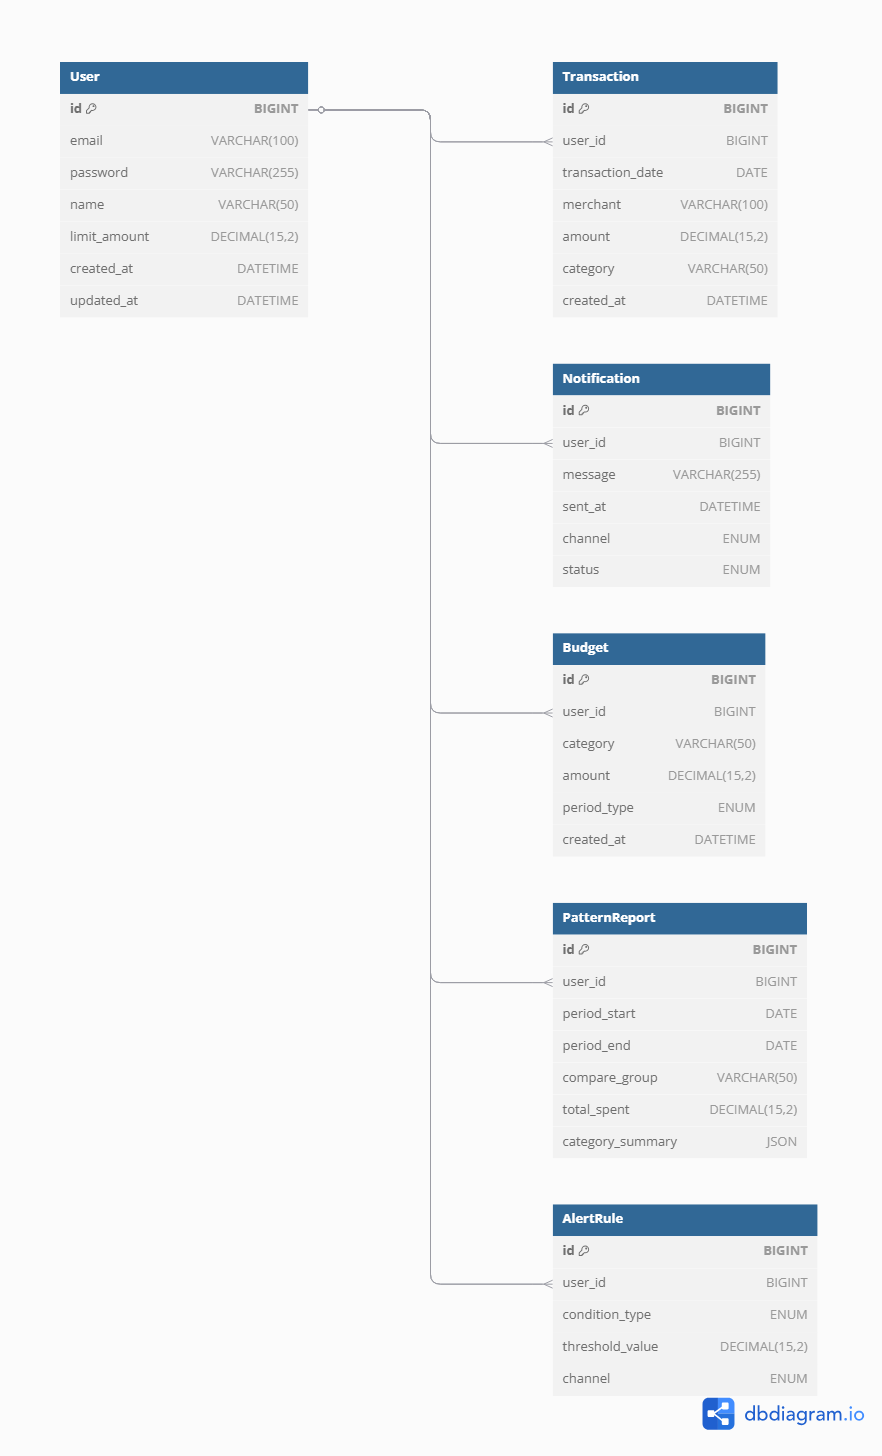 User
id BIGINT
email VARCHAR(100)
password VARCHAR(255)
name VARCHAR(50)
limit_amount DECIMAL(15,2)
created_at DATETIME
updated_at DATETIME
Transaction
id BIGINT
user_id BIGINT
transaction_date DATE
merchant VARCHAR(100)
amount DECIMAL(15,2)
category VARCHAR(50)
created_at DATETIME
Notification
id BIGINT
user_id BIGINT
message VARCHAR(255)
sent_at DATETIME
channel ENUM
status ENUM
Budget
id BIGINT
user_id BIGINT
category VARCHAR(50)
amount DECIMAL(15,2)
period_type ENUM
created_at DATETIME
PatternReport
id BIGINT
user_id BIGINT
period_start DATE
period_end DATE
compare_group VARCHAR(50)
total_spent DECIMAL(15,2)
category_summary JSON
AlertRule
id BIGINT
user_id BIGINT
condition_type ENUM
threshold_value DECIMAL(15,2)
channel ENUM
dbdiagram.io